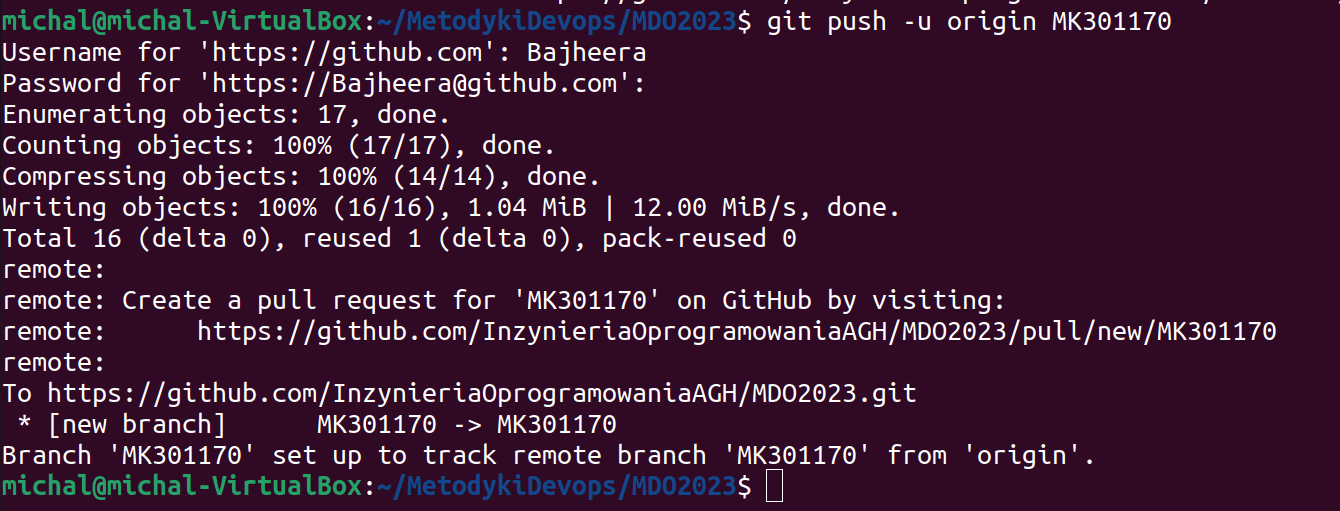 michal@michal-VirtualBox:~/MetodykiDevops/MDO2023$ git push -u origin MK301170
Username for 'https://github.com': Bajheera
Password for 'https://Bajheera@github.com':
Enumerating objects: 17, done.
Counting objects: 100% (17/17), done.
Compressing objects: 100% (14/14), done.
Writing objects: 100% (16/16), 1.04 MiB | 12.00 MiB/s, done.
Total 16 (delta 0), reused 1 (delta 0), pack-reused 0
remote:
remote: Create a pull request for 'MK301170' on GitHub by visiting:
remote:      https://github.com/InzynieriaOprogramowaniaAGH/MDO2023/pull/new/MK301170
remote:
To https://github.com/InzynieriaOprogramowaniaAGH/MDO2023.git
 * [new branch]      MK301170 -> MK301170
Branch 'MK301170' set up to track remote branch 'MK301170' from 'origin'.
michal@michal-VirtualBox:~/MetodykiDevops/MDO2023$